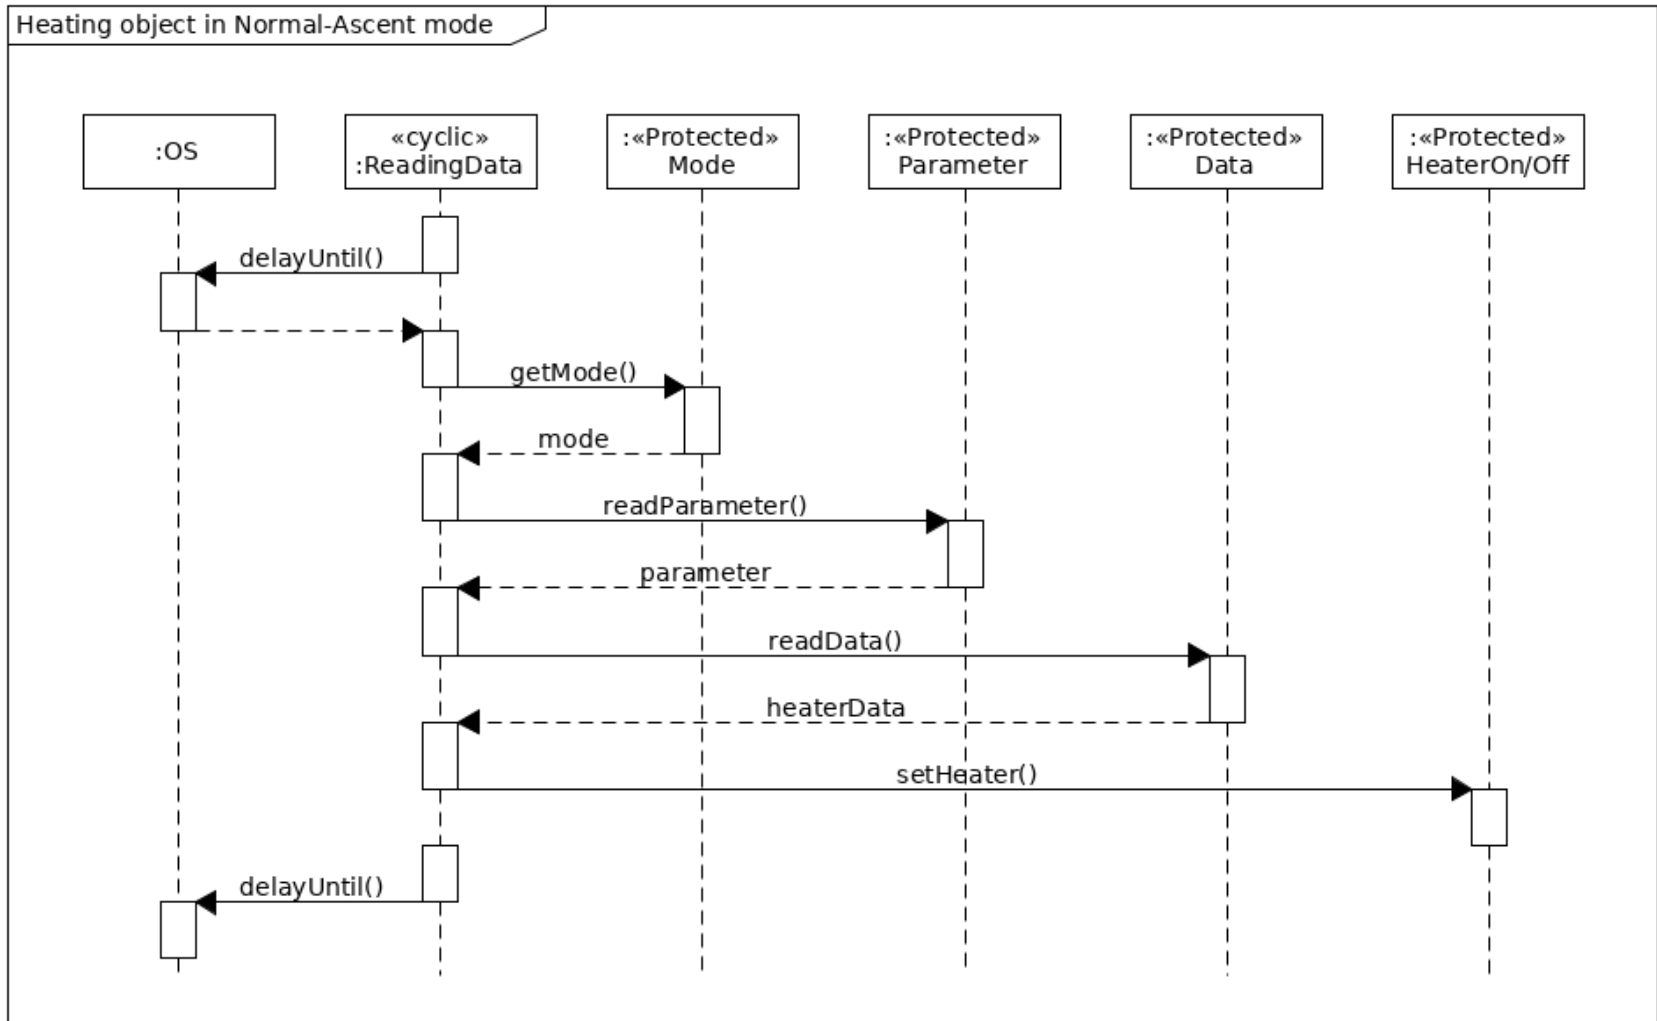 Heating object in Normal-Ascent mode
:OS
«cyclic»
:ReadingData
:«Protected»
Mode
:«Protected»
Parameter
:«Protected»
Data
:«Protected»
HeaterOn/Off
delayUntil()
getMode()
mode
readParameter()
parameter
readData()
heaterData
setHeater()
delayUntil()